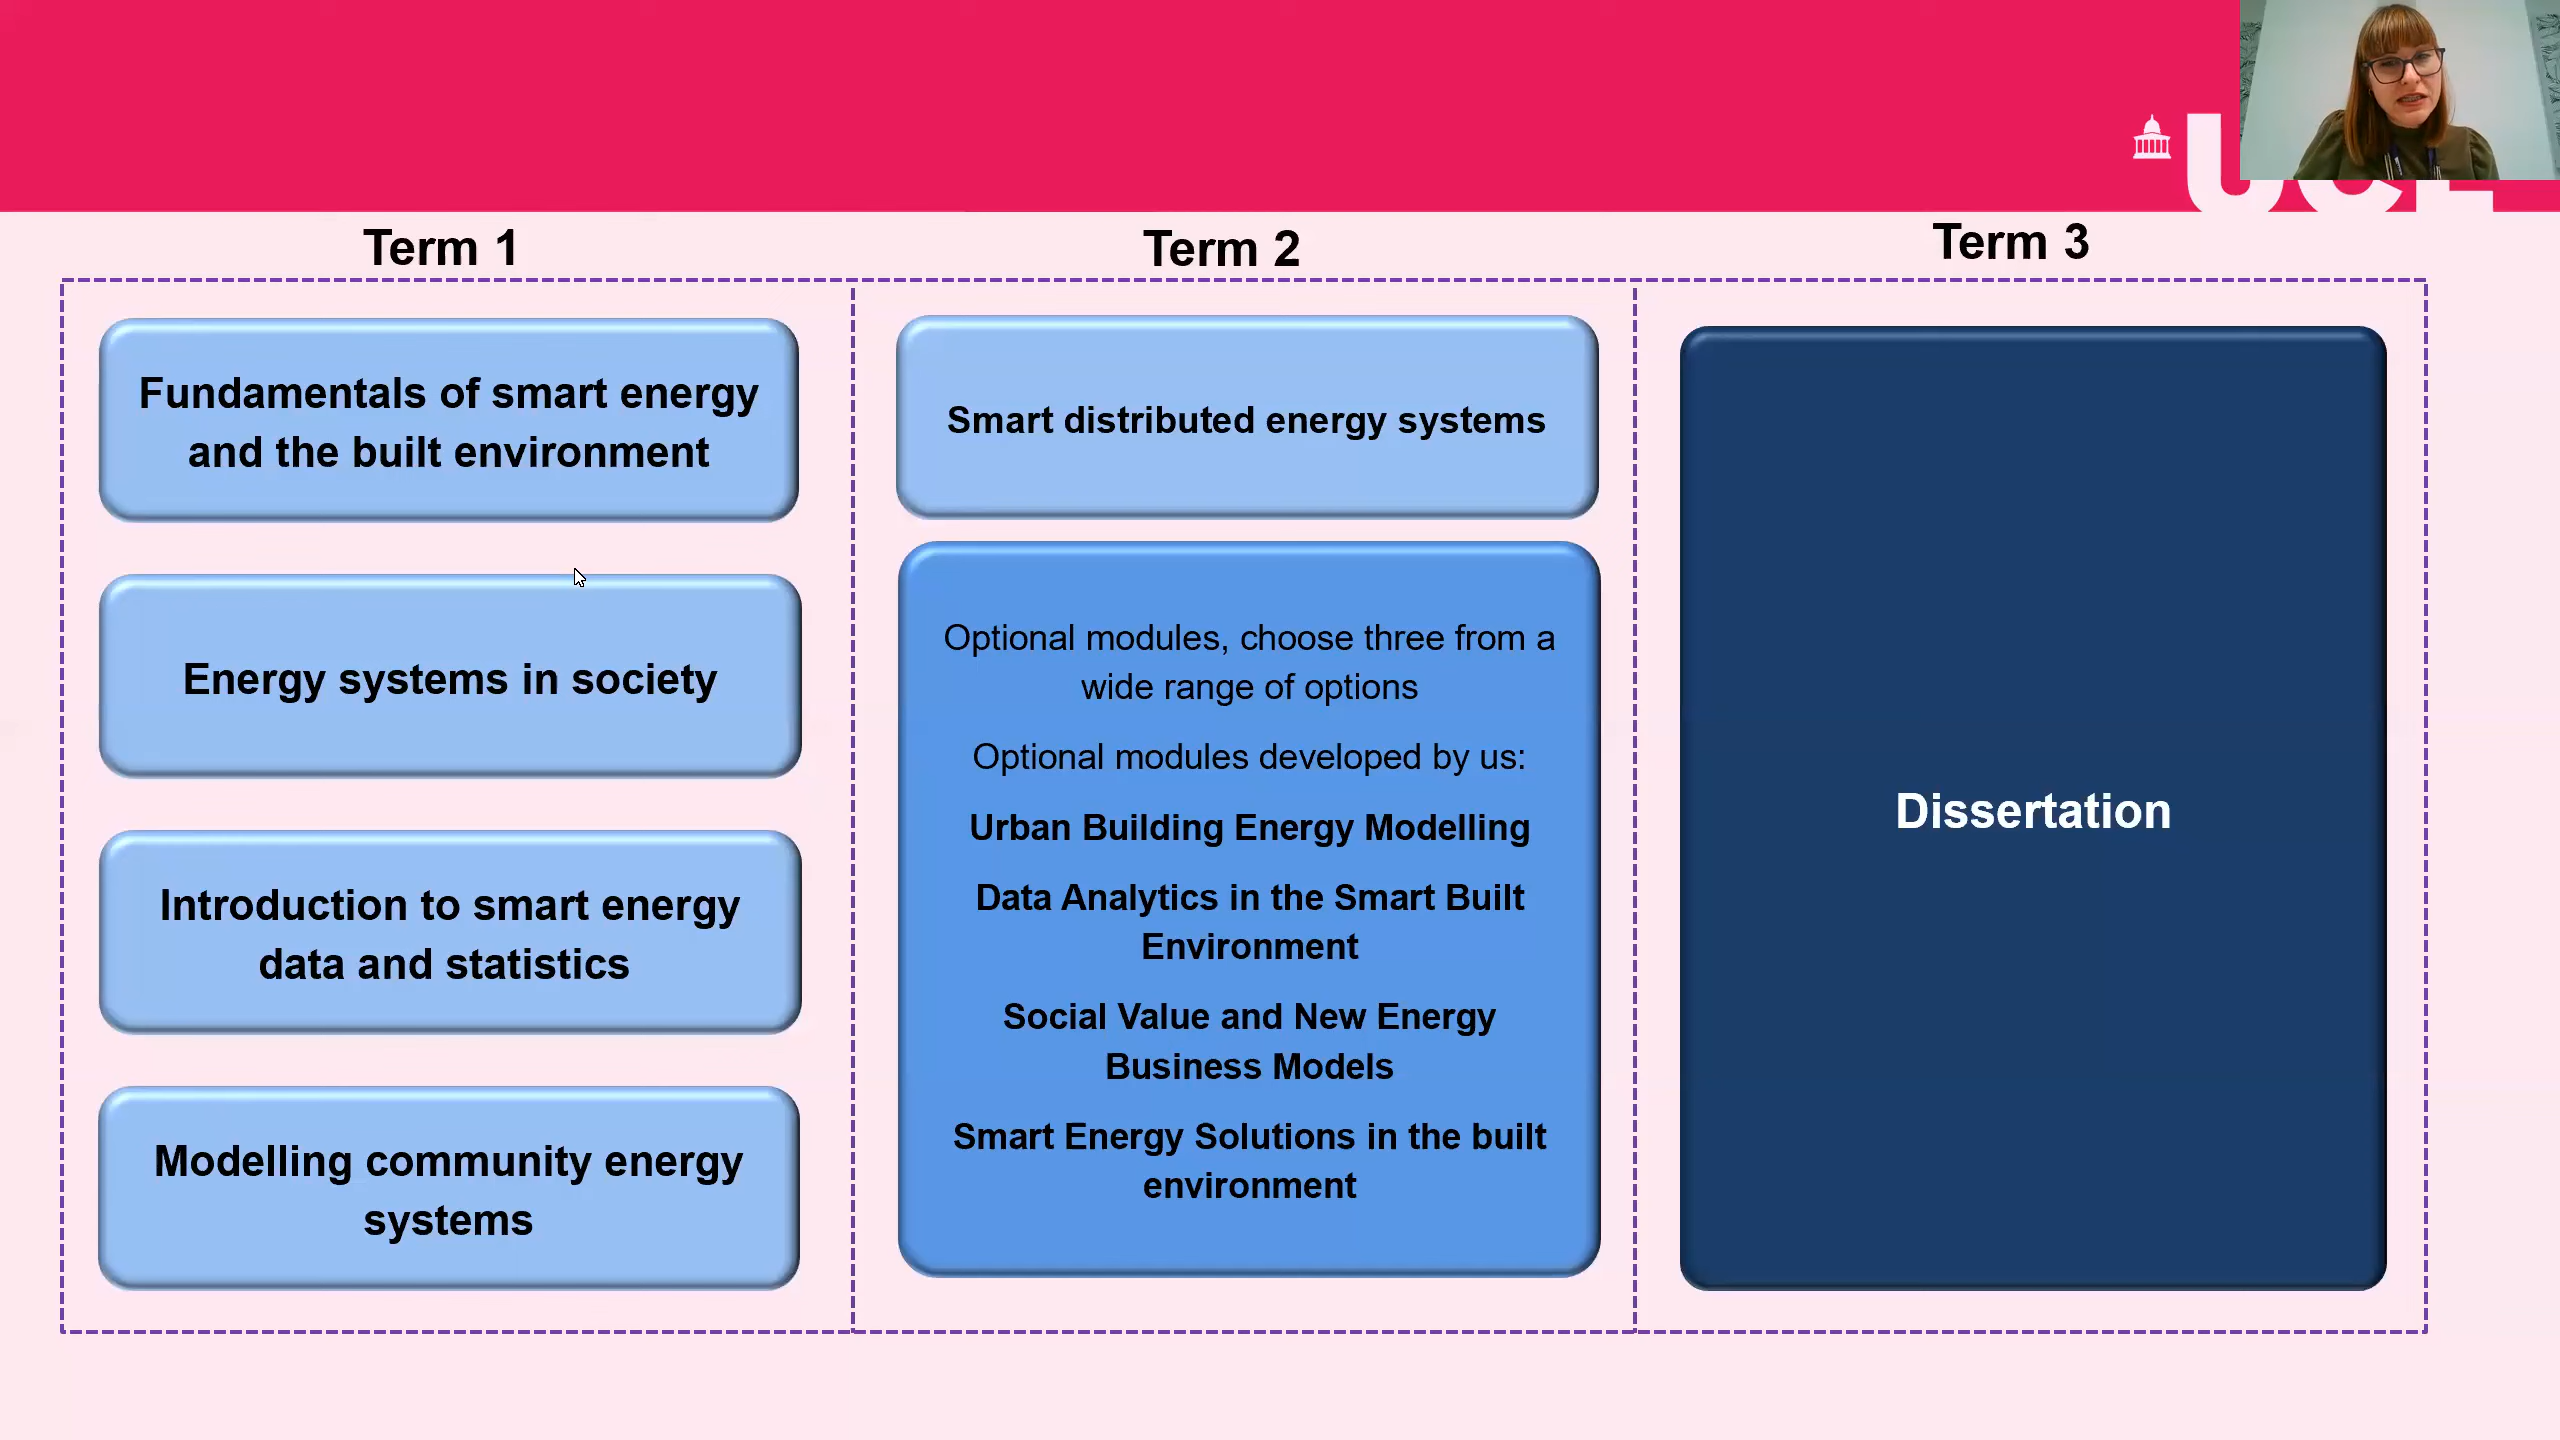 UCL
Term 1
Fundamentals of smart energy
and the built environment
Energy systems in society
Introduction to smart energy
data and statistics
Modelling community energy
systems
Term 2
Smart distributed energy systems
Optional modules, choose three from a
wide range of options
Optional modules developed by us:
Urban Building Energy Modelling
Data Analytics in the Smart Built
Environment
Social Value and New Energy
Business Models
Smart Energy Solutions in the built
environment
Term 3
Dissertation